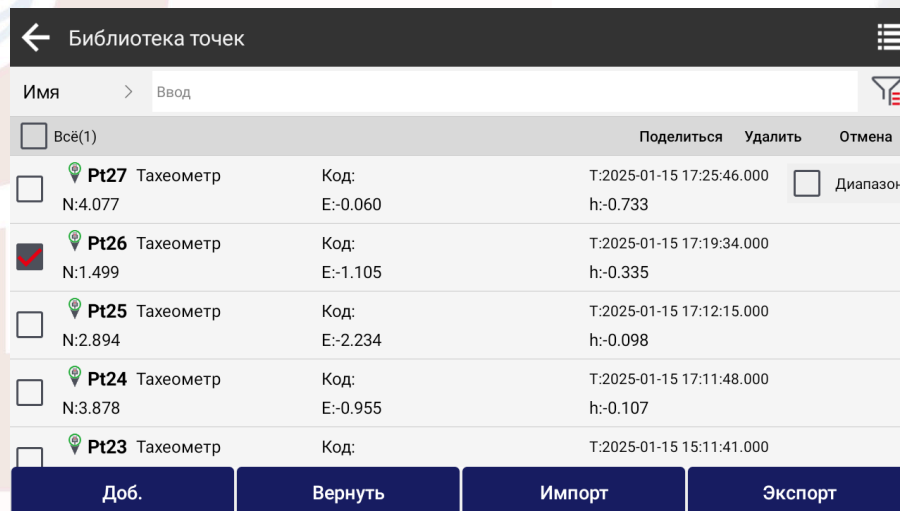 Библиотека точек
Имя > Ввод
Всё(1) Поделиться Удалить Отмена
Pt27 Тахеометр Код: T:2025-01-15 17:25:46.000 Диапазон
N:4.077 E:-0.060 h:-0.733
Pt26 Тахеометр Код: T:2025-01-15 17:19:34.000
N:1.499 E:-1.105 h:-0.335
Pt25 Тахеометр Код: T:2025-01-15 17:12:15.000
N:2.894 E:-2.234 h:-0.098
Pt24 Тахеометр Код: T:2025-01-15 17:11:48.000
N:3.878 E:-0.955 h:-0.107
Pt23 Тахеометр Код: T:2025-01-15 15:11:41.000
Доб. Вернуть Импорт Экспорт